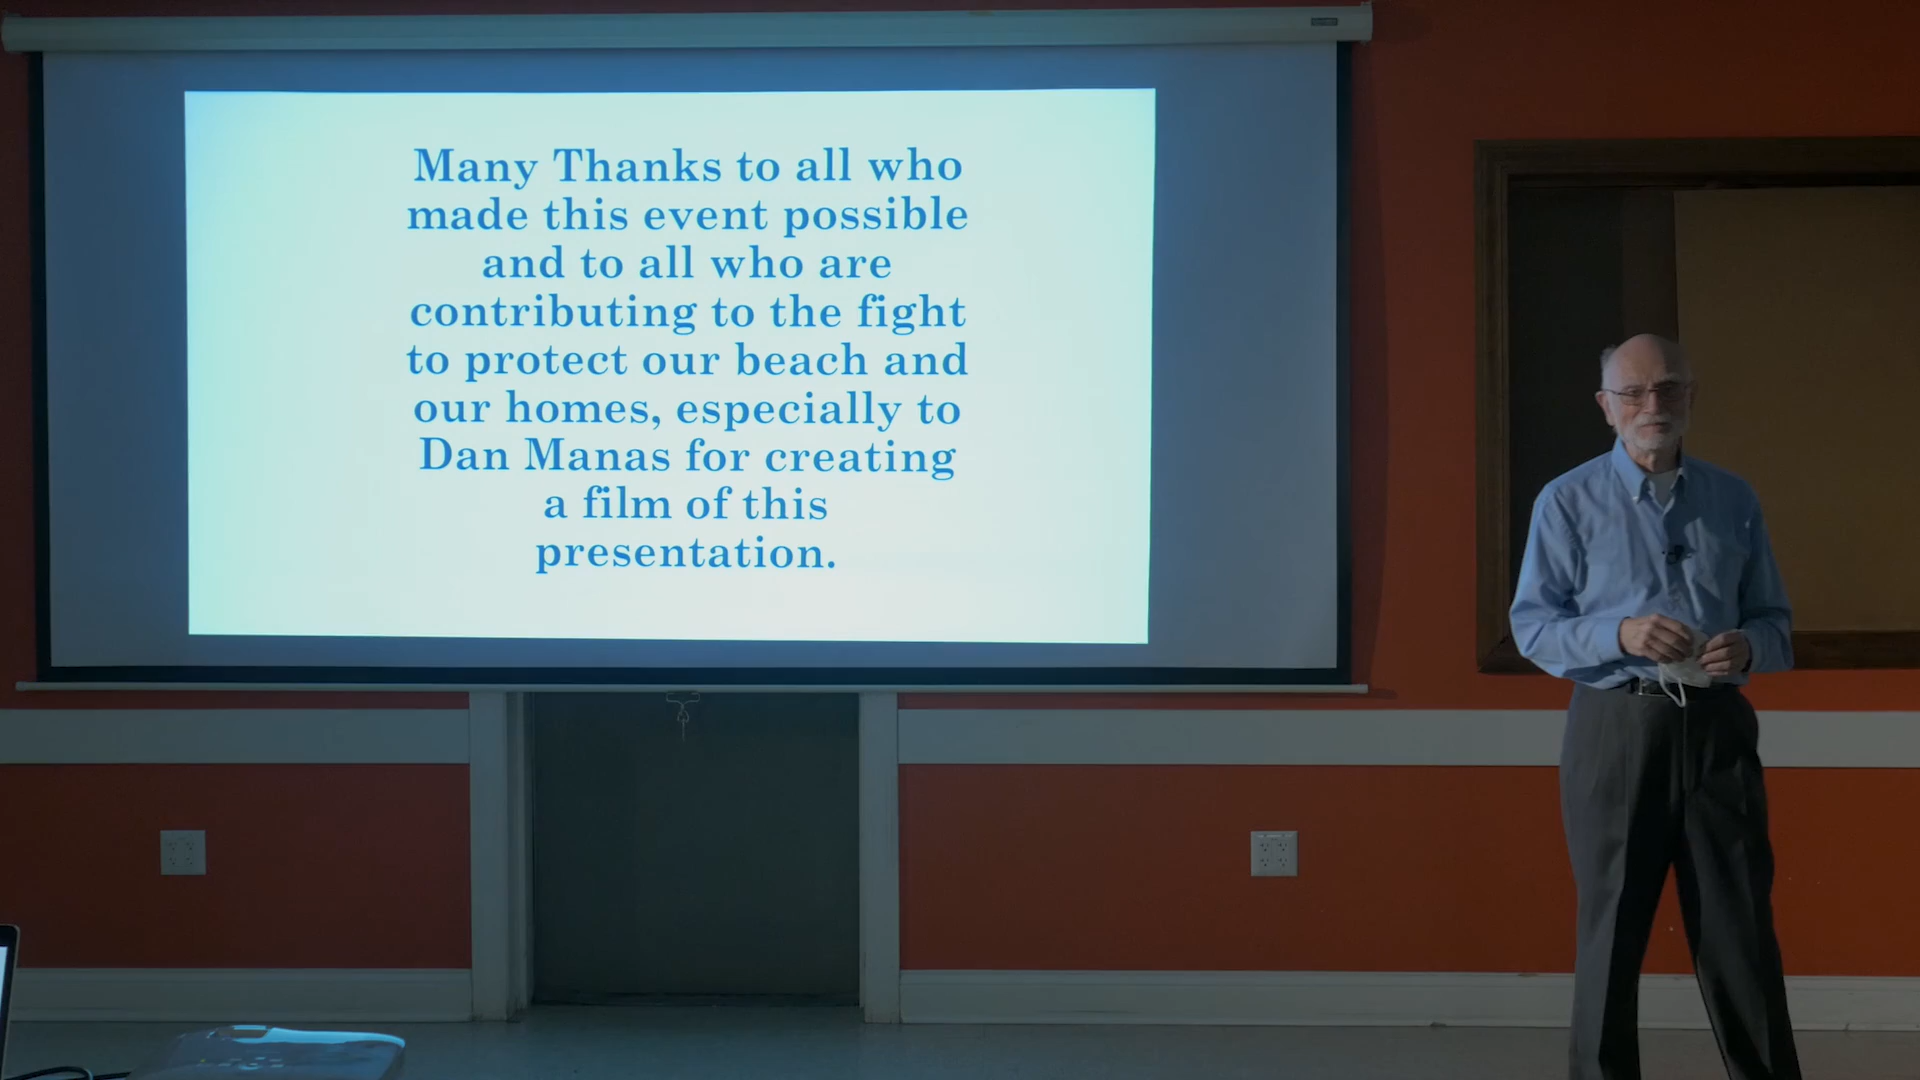 Many Thanks to all who
made this event possible
and to all who are
contributing to the fight
to protect our beach and
our homes, especially to
Dan Manas for creating
a film of this
presentation.